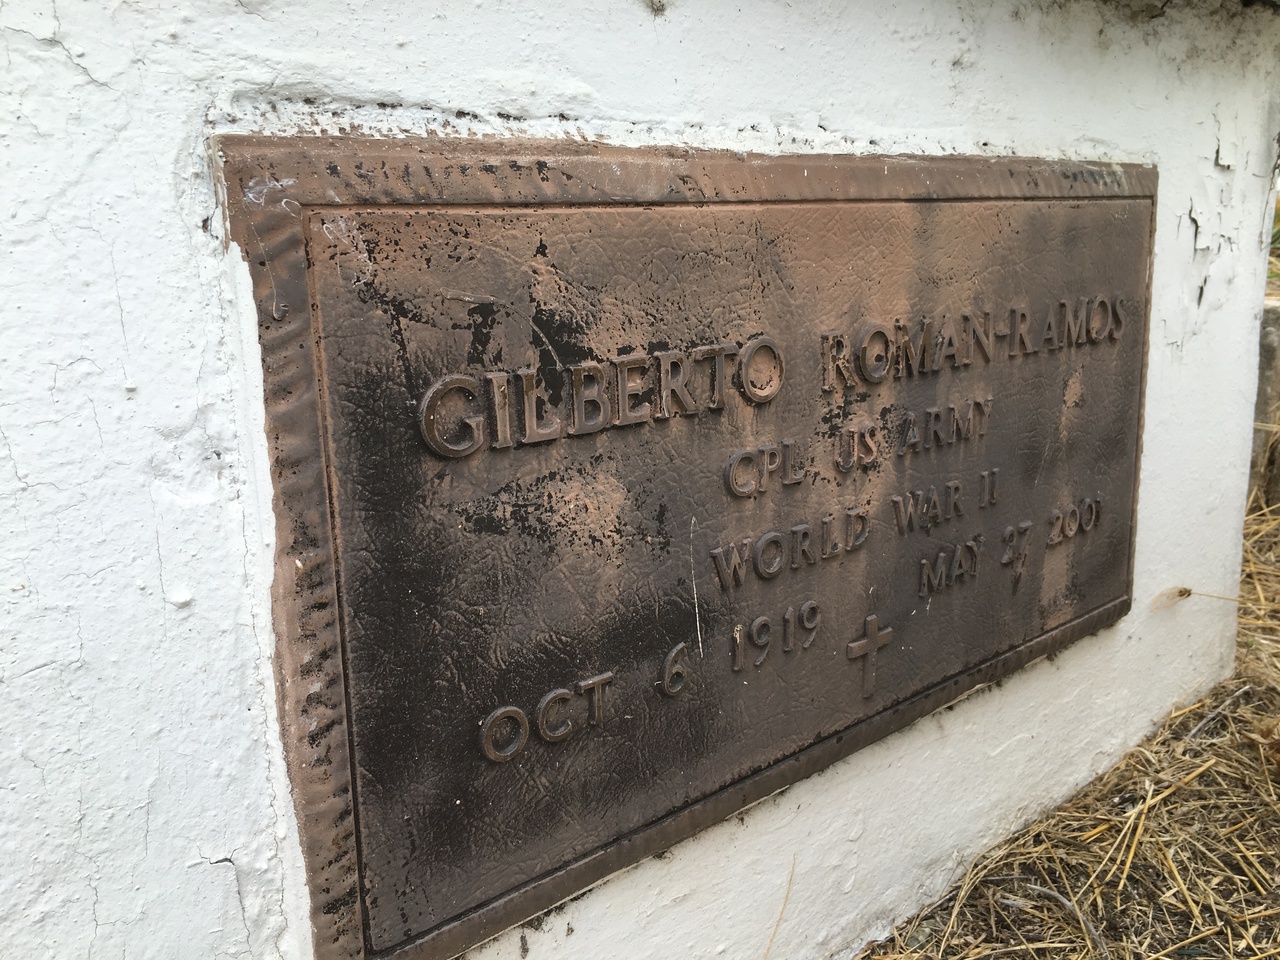 GILBERTO ROMAN-RAMOS
CPL US ARMY
WORLD WAR II
OCT 6 1919 MAY 27 2001